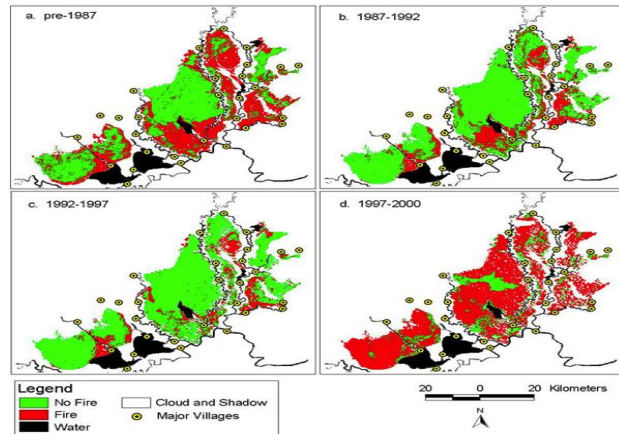 a. pre-1987
b. 1987-1992
c. 1992-1997
d. 1997-2000
Legend
No Fire
Fire
Water
Cloud and Shadow
Major Villages
20 0 20 Kilometers
N